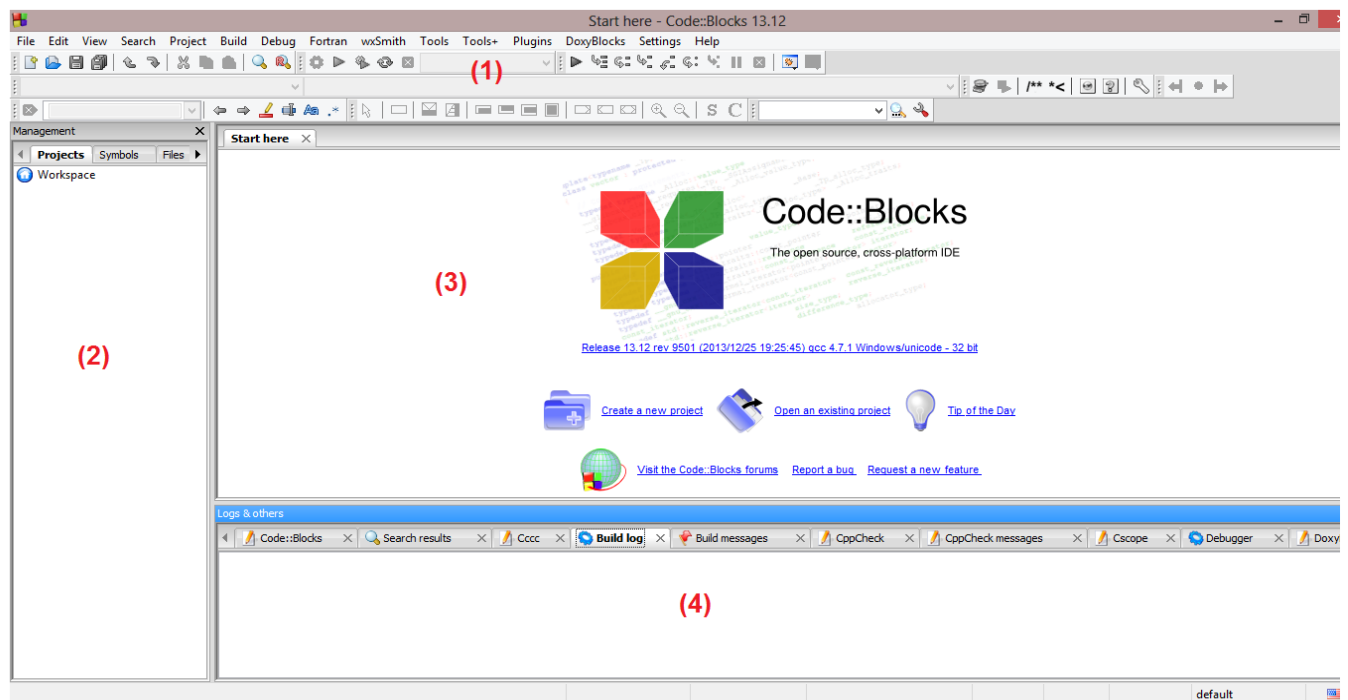 Start here - Code::Blocks 13.12
File Edit View Search Project Build Debug Fortran wxSmith Tools Tools+ Plugins DoxyBlocks Settings Help
(1)
/** *<
S C
Management
Projects Symbols Files
Workspace
(2)
Start here
Code::Blocks
The open source, cross-platform IDE
(3)
Release 13.12 rev 9501 (2013/12/25 19:25:45) gcc 4.7.1 Windows/unicode - 32 bit
Create a new project Open an existing project Tip of the Day
Visit the Code::Blocks forums Report a bug Request a new feature
Logs & others
Code::Blocks Search results Cccc Build log Build messages CppCheck CppCheck messages Cscope Debugger Doxy
(4)
default